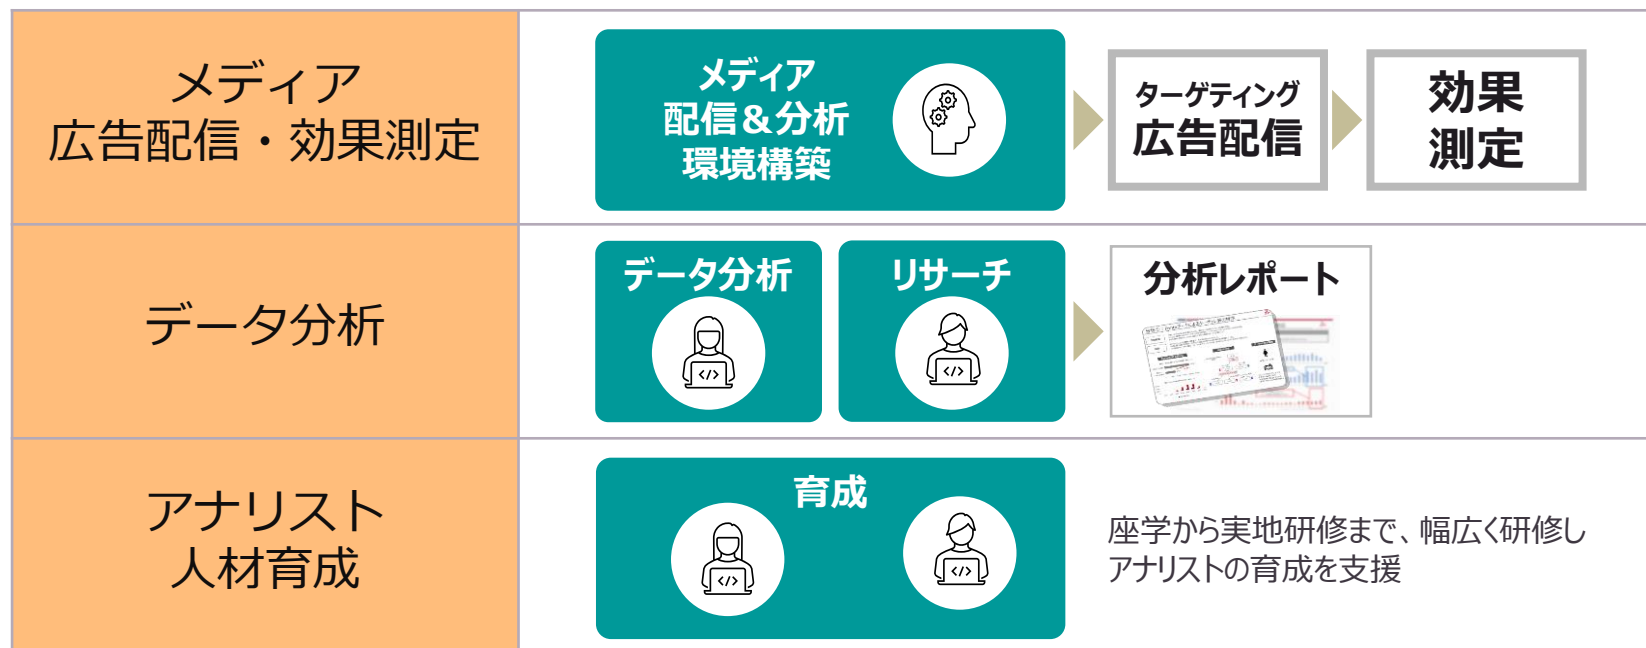 メディア
広告配信・効果測定
メディア
配信&分析
環境構築
ターゲティング
広告配信
効果
測定
データ分析
データ分析
</>
リサーチ
</>
分析レポート
アナリスト
人材育成
育成
</>
</>
座学から実地研修まで、幅広く研修し
アナリストの育成を支援